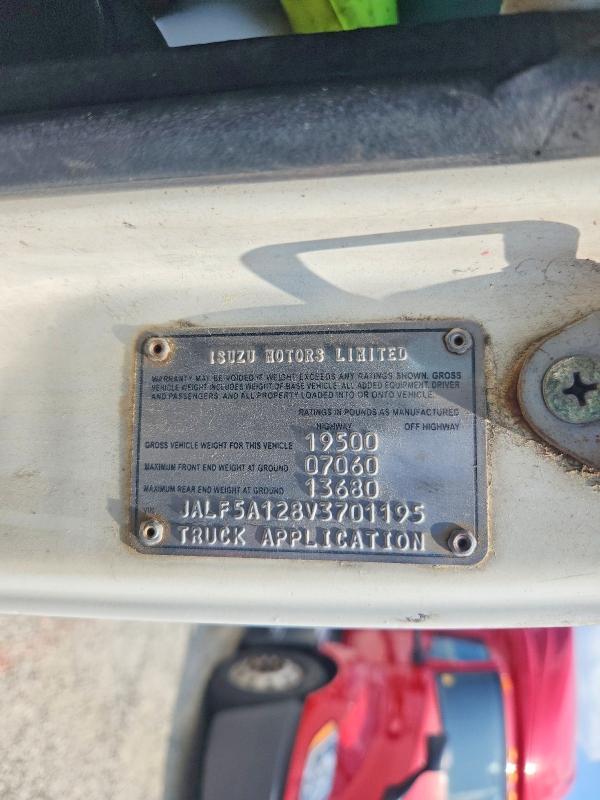 ISUZU MOTORS LIMITED
WARRANTY MAY BE VOIDED IF WEIGHT EXCEEDS ANY RATINGS SHOWN. GROSS
VEHICLE WEIGHT INCLUDES WEIGHT OF BASE VEHICLE, ALL ADDED EQUIPMENT, DRIVER
AND PASSENGERS, AND ALL PROPERTY LOADED INTO OR ONTO VEHICLE.
RATINGS IN POUNDS AS MANUFACTURED
HIGHWAY OFF HIGHWAY
GROSS VEHICLE WEIGHT FOR THIS VEHICLE 19500
MAXIMUM FRONT END WEIGHT AT GROUND 07060
MAXIMUM REAR END WEIGHT AT GROUND 13680
VIN JALF5A128V3701195
TRUCK APPLICATION